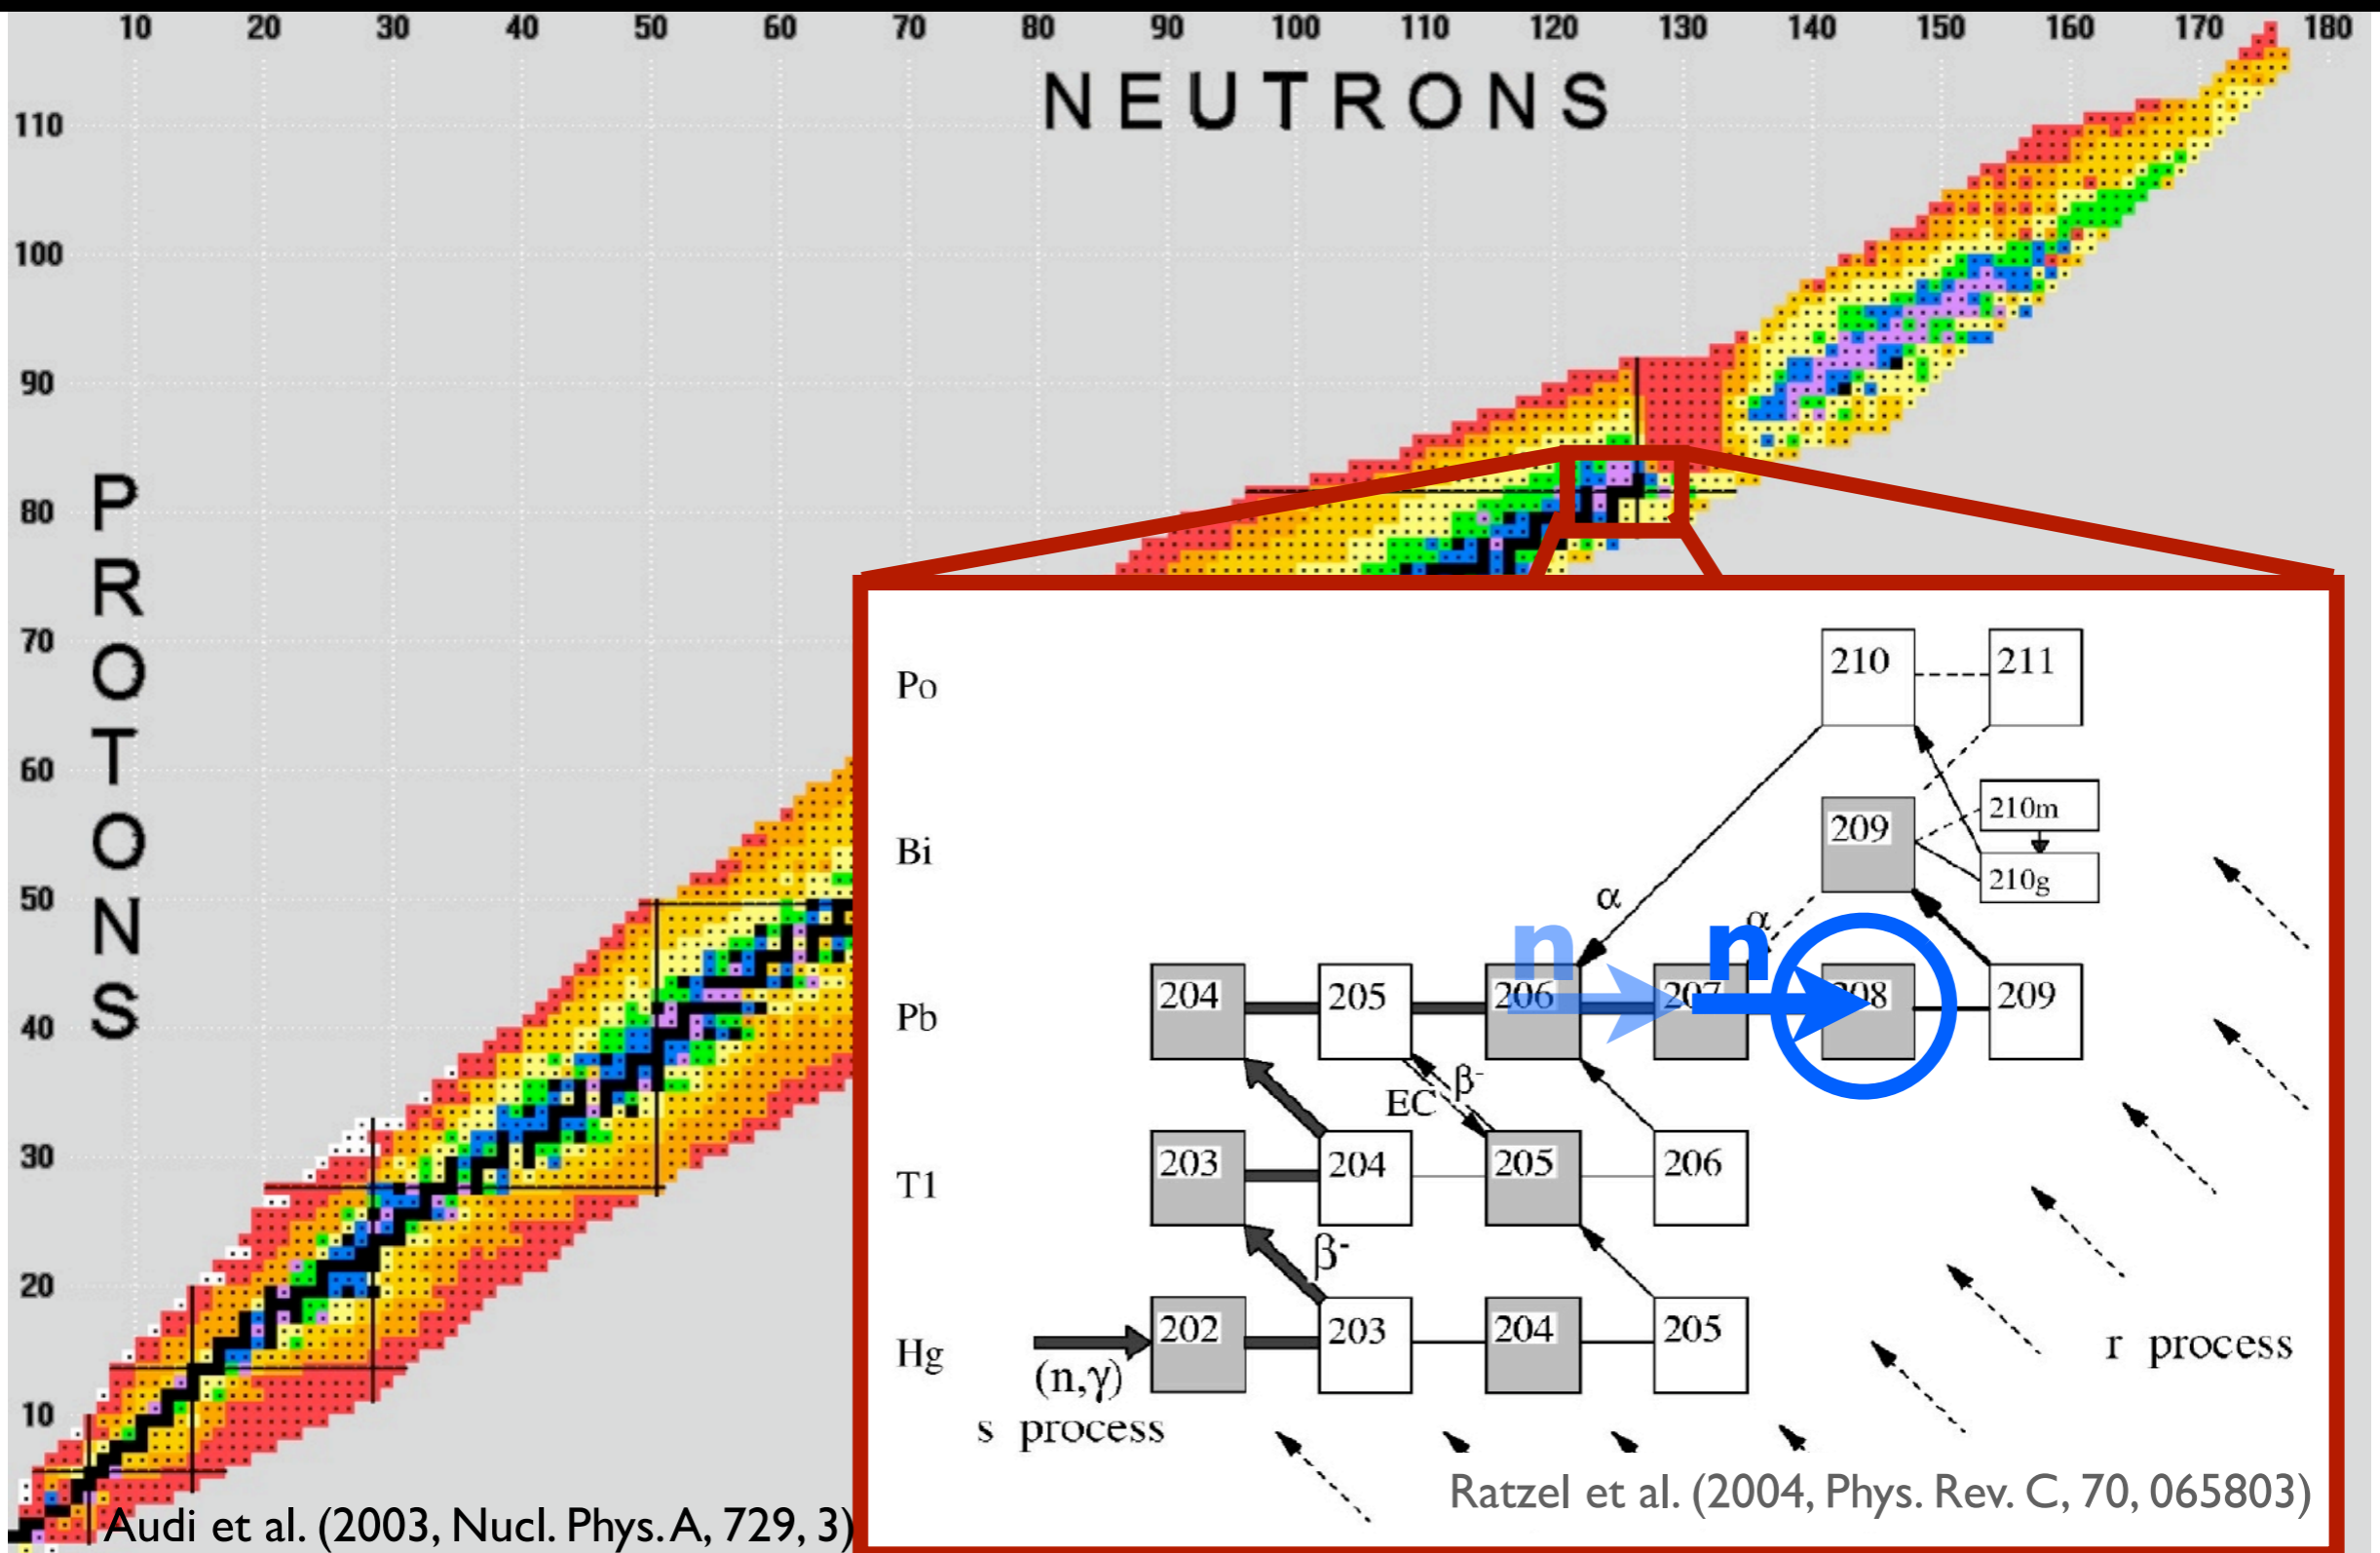 10 20 30 40 50 60 70 80 90 100 110 120 130 140 150 160 170 180
NEUTRONS
110
100
90
80
70
60
50
40
30
20
10
PROTONS
Po
210
211
Bi
209
210m
210g
α
α
n
n
Pb
204
205
206
207
208
209
EC
β-
T1
203
204
205
206
β-
Hg
202
203
204
205
(n,γ)
s process
r process
Ratzel et al. (2004, Phys. Rev. C, 70, 065803)
Audi et al. (2003, Nucl. Phys. A, 729, 3)